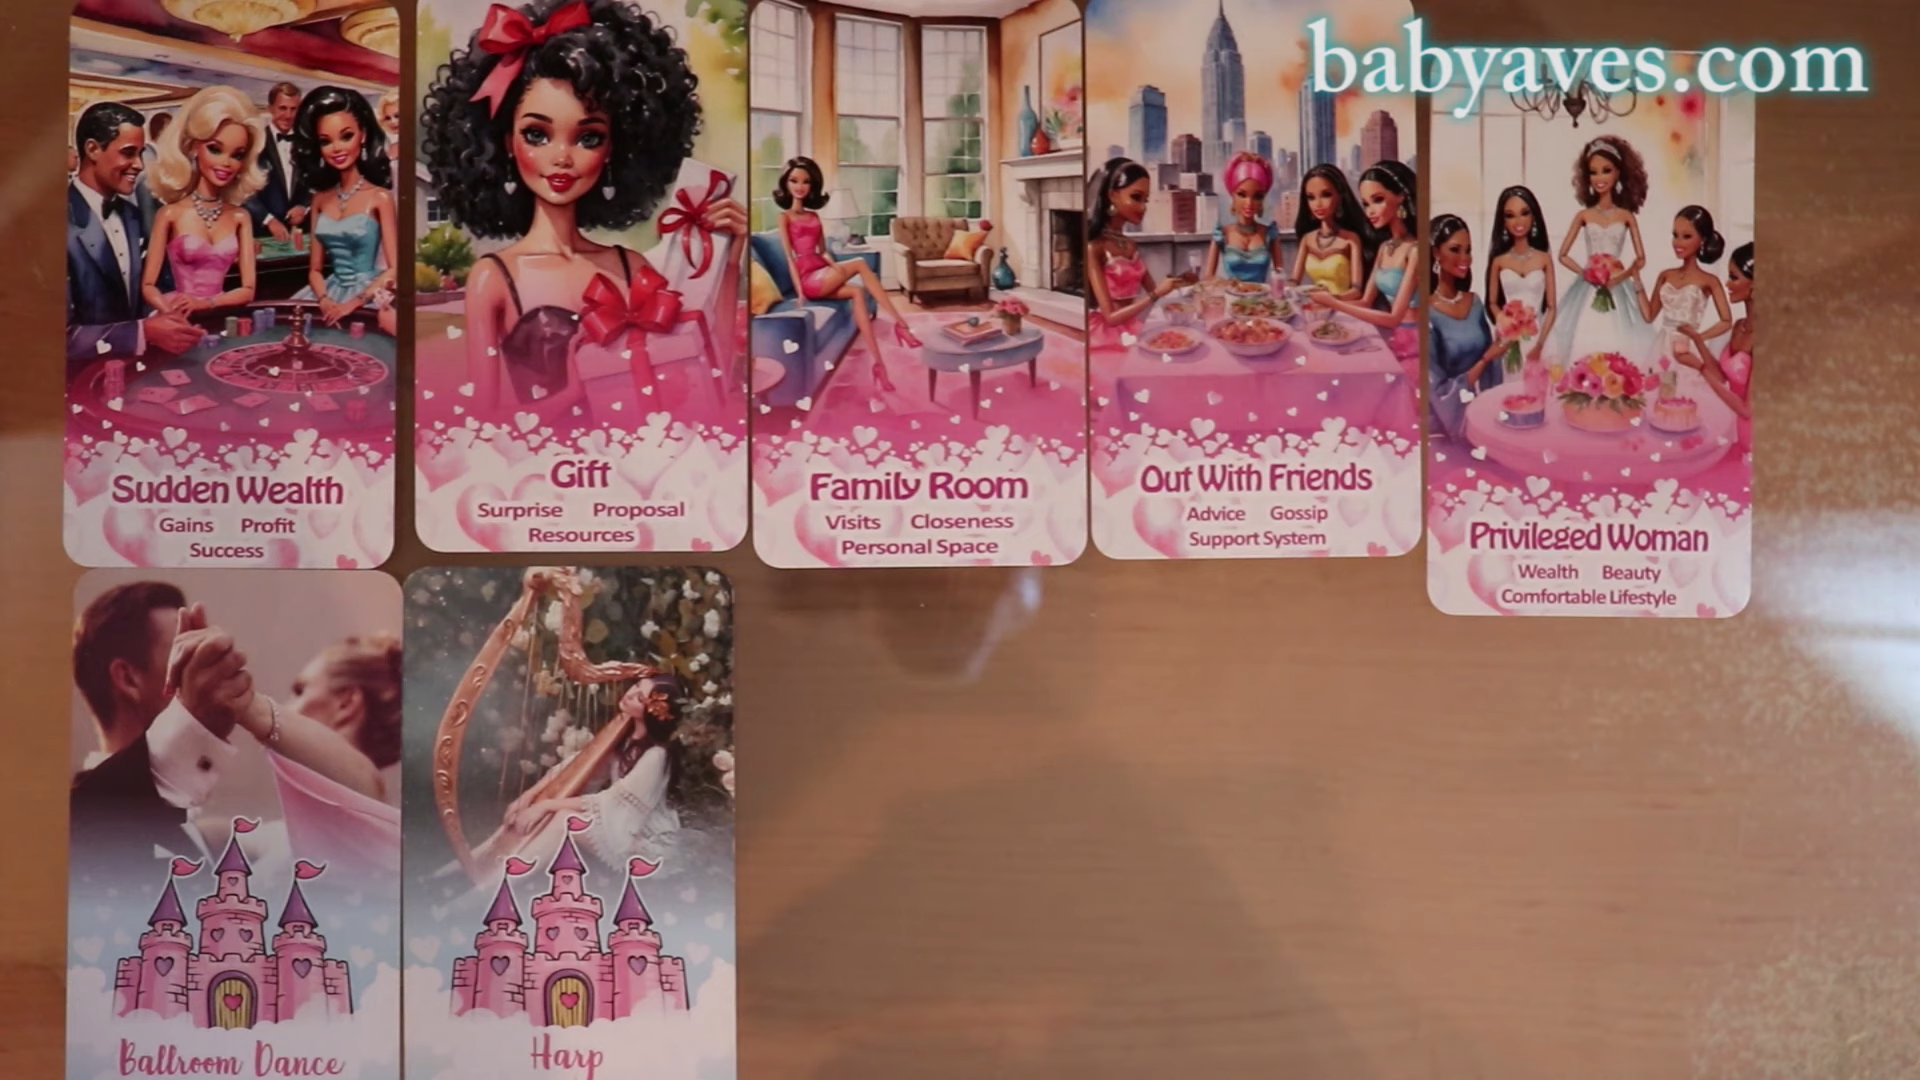 babyaves.com
Sudden Wealth
Gains Profit
Success
Gift
Surprise Proposal
Resources
Family Room
Visits Closeness
Personal Space
Out With Friends
Advice Gossip
Support System
Privileged Woman
Wealth Beauty
Comfortable Lifestyle
Ballroom Dance
Harp